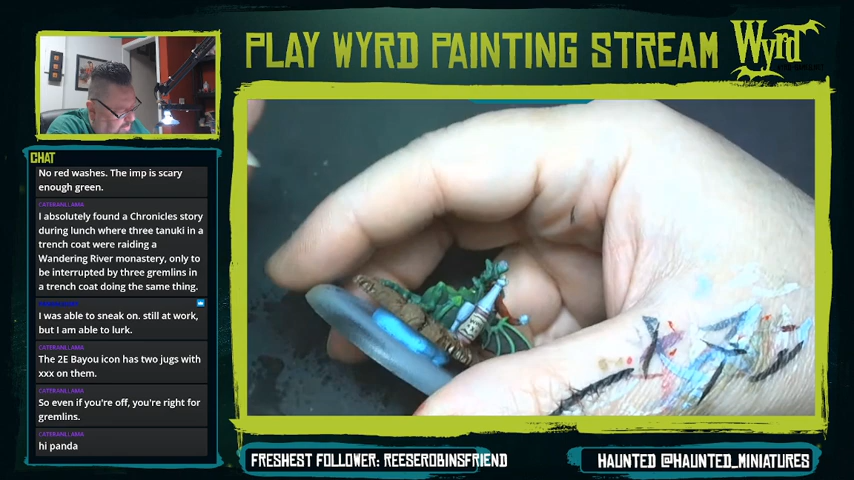 PLAY WYRD PAINTING STREAM
Wyrd
CHAT
No red washes. The imp is scary
enough green.
CATERANLLAMA
I absolutely found a Chronicles story
during lunch where three tanuki in a
trench coat were raiding a
Wandering River monastery, only to
be interrupted by three gremlins in
a trench coat doing the same thing.
I was able to sneak on. still at work,
but I am able to lurk.
CATERANLLAMA
The 2E Bayou icon has two jugs with
xxx on them.
CATERANLLAMA
So even if you're off, you're right for
gremlins.
CATERANLLAMA
hi panda
FRESHEST FOLLOWER: REESEROBINSFRIEND
HAUNTED @HAUNTED_MINIATURES